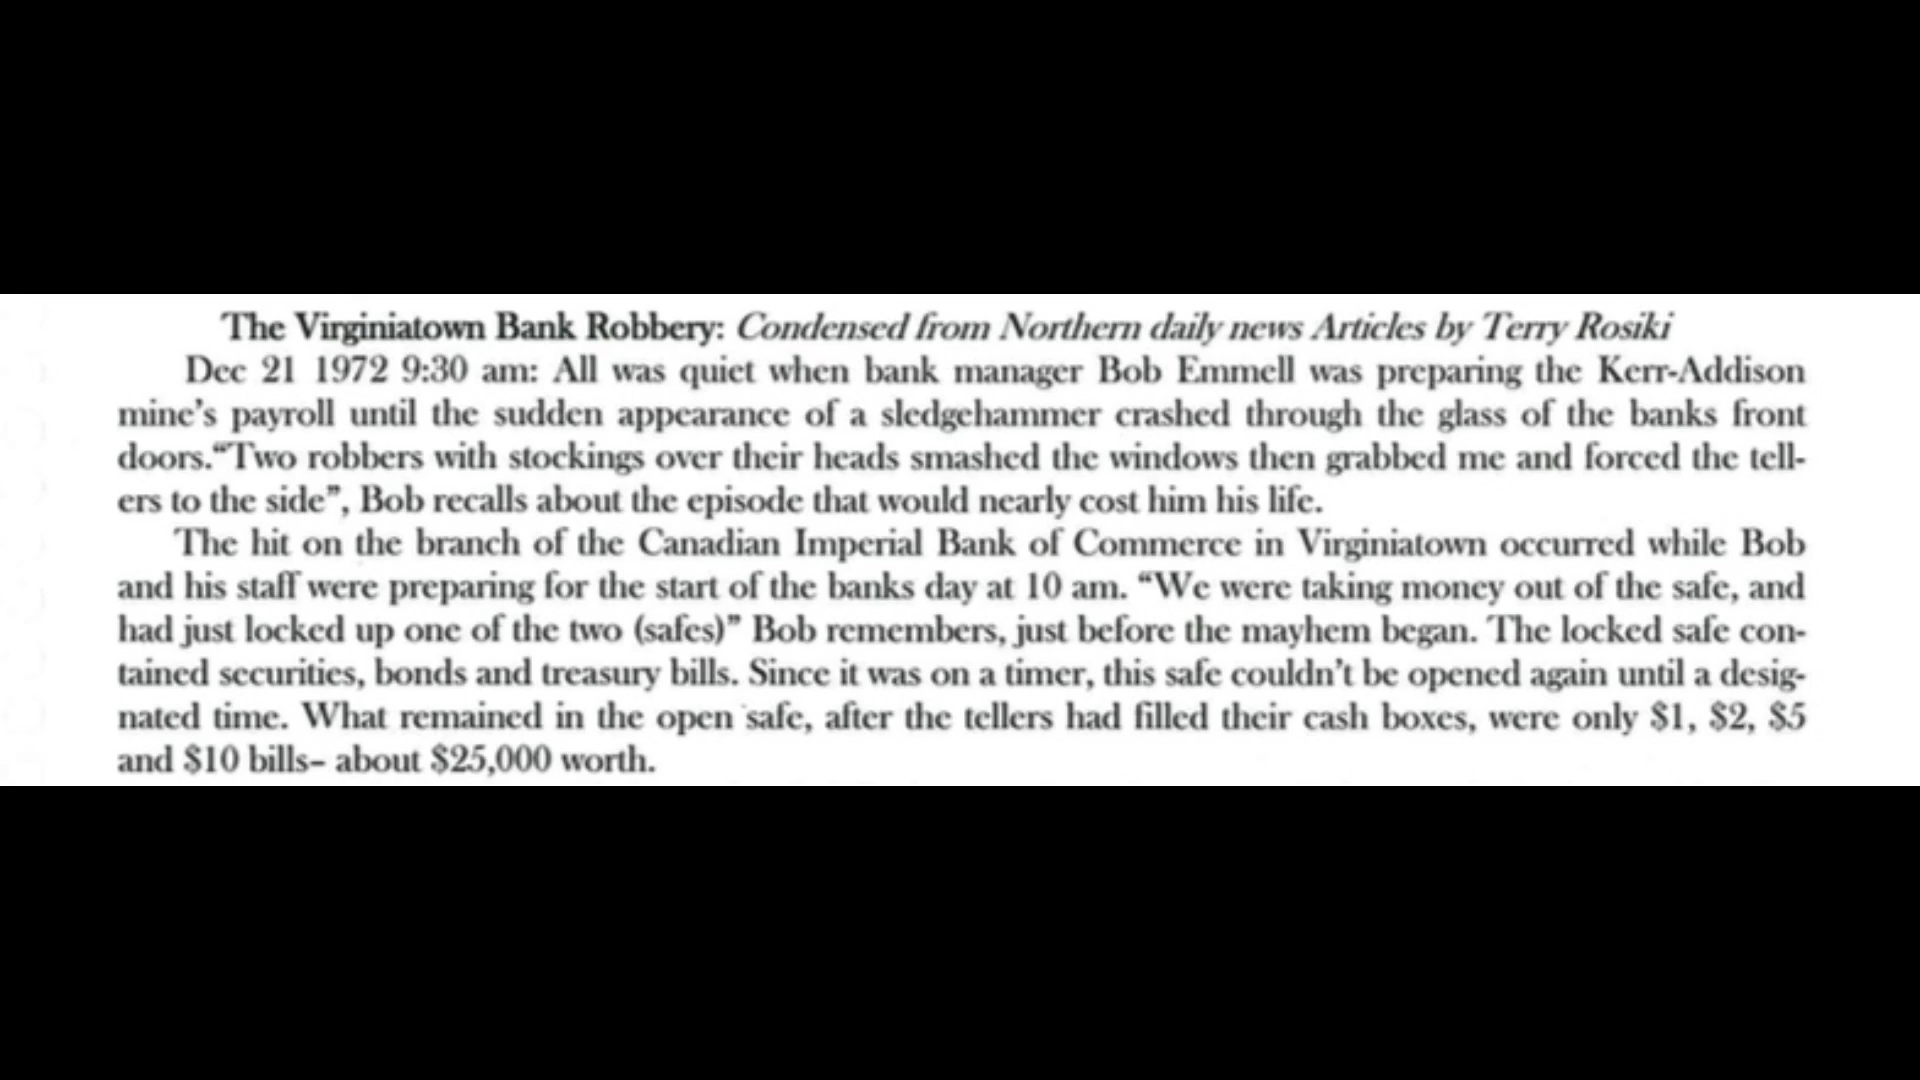 The Virginiatown Bank Robbery: Condensed from Northern daily news Articles by Terry Rosiki
Dec 21 1972 9:30 am: All was quiet when bank manager Bob Emmell was preparing the Kerr-Addison
mine's payroll until the sudden appearance of a sledgehammer crashed through the glass of the banks front
doors.“Two robbers with stockings over their heads smashed the windows then grabbed me and forced the tell-
ers to the side”, Bob recalls about the episode that would nearly cost him his life.
The hit on the branch of the Canadian Imperial Bank of Commerce in Virginiatown occurred while Bob
and his staff were preparing for the start of the banks day at 10 am. “We were taking money out of the safe, and
had just locked up one of the two (safes)” Bob remembers, just before the mayhem began. The locked safe con-
tained securities, bonds and treasury bills. Since it was on a timer, this safe couldn't be opened again until a desig-
nated time. What remained in the open safe, after the tellers had filled their cash boxes, were only $1, $2, $5
and $10 bills– about $25,000 worth.